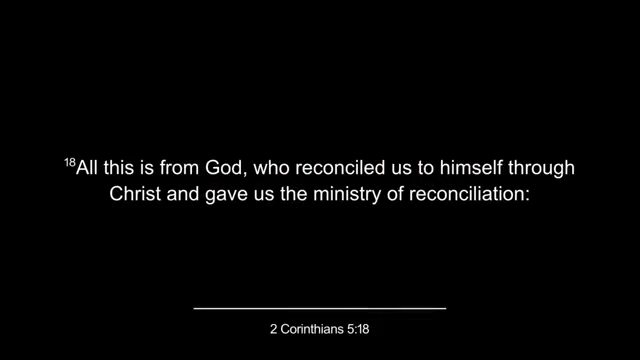 18All this is from God, who reconciled us to himself through
Christ and gave us the ministry of reconciliation:
2 Corinthians 5:18